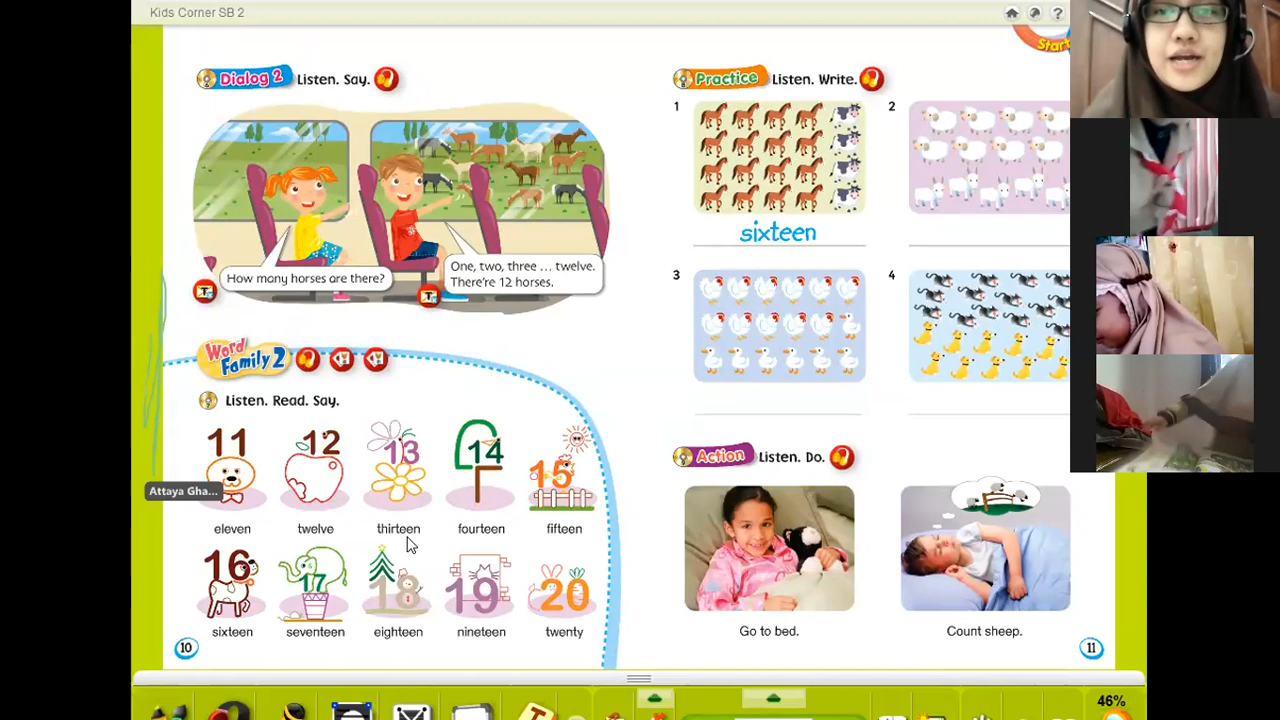 Kids Corner SB 2
?
Start
Dialog 2 Listen. Say.
How many horses are there?
One, two, three ... twelve.
There're 12 horses.
T
T
Word
Family 2
Listen. Read. Say.
11 12 13 14 15
Attaya Gha...
eleven twelve thirteen fourteen fifteen
16 17 18 19 20
sixteen seventeen eighteen nineteen twenty
10
Practice Listen. Write.
1
2
sixteen
3
4
Action Listen. Do.
Go to bed.
Count sheep.
11
T
46%